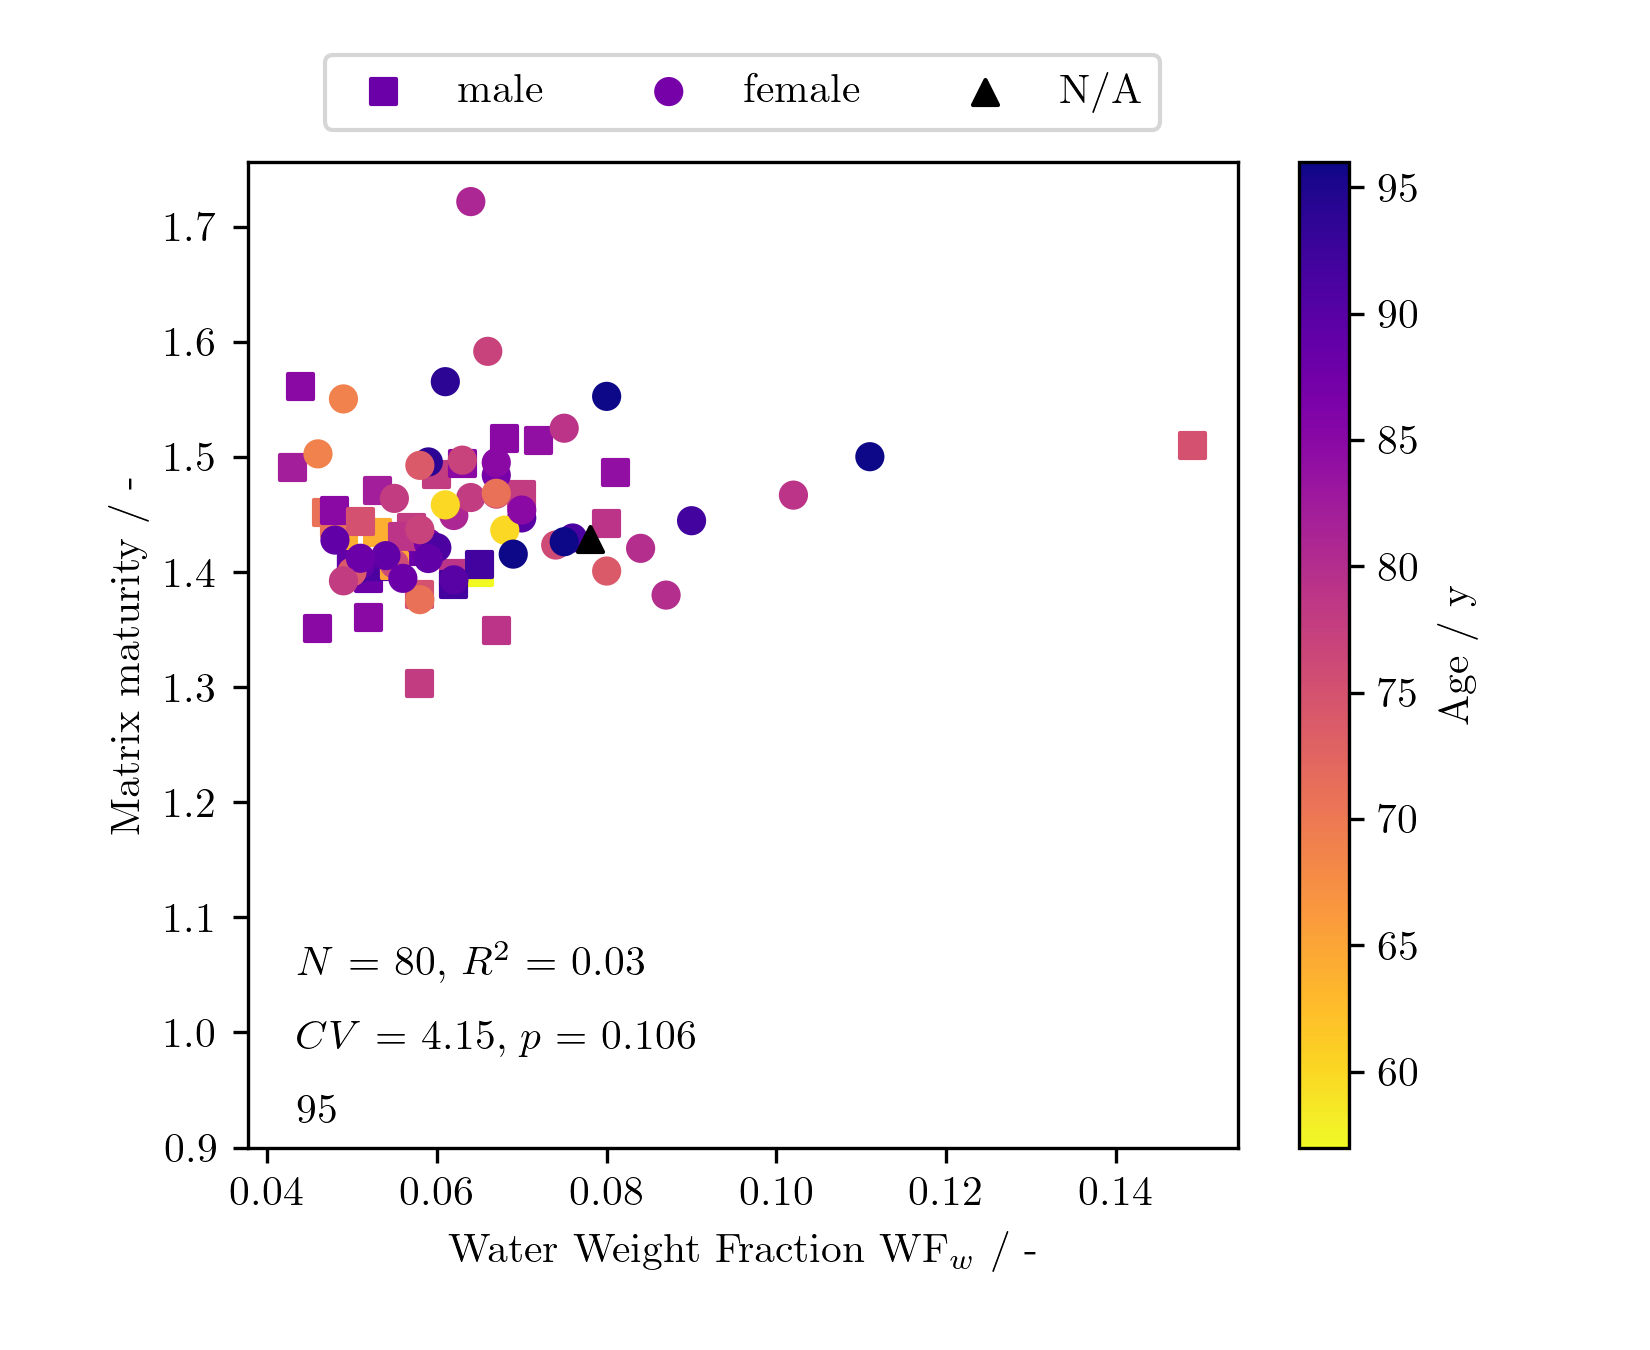 male female N/A
1.7
1.6
1.5
1.4
1.3
1.2
1.1
1.0
0.9
Matrix maturity / -
N = 80, R² = 0.03
CV = 4.15, p = 0.106
95
0.04 0.06 0.08 0.10 0.12 0.14
Water Weight Fraction WF_w / -
95
90
85
80
75
70
65
60
Age / y